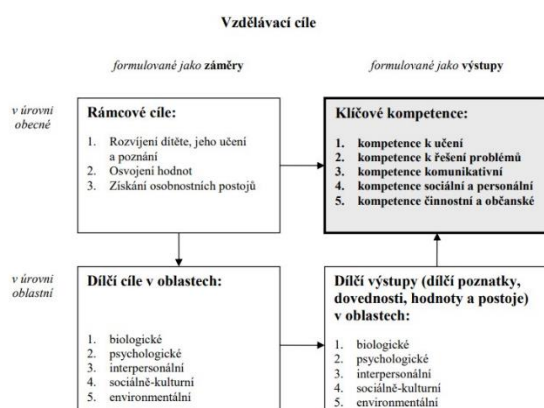 Vzdělávací cíle
formulované jako záměry
formulované jako výstupy
v úrovni
obecné
Rámcové cíle:
1. Rozvíjení dítěte, jeho učení
a poznání
2. Osvojení hodnot
3. Získání osobnostních postojů
Klíčové kompetence:
1. kompetence k učení
2. kompetence k řešení problémů
3. kompetence komunikativní
4. kompetence sociální a personální
5. kompetence činnostní a občanské
v úrovni
oblastní
Dílčí cíle v oblastech:
1. biologické
2. psychologické
3. interpersonální
4. sociálně-kulturní
5. environmentální
Dílčí výstupy (dílčí poznatky,
dovednosti, hodnoty a postoje)
v oblastech:
1. biologické
2. psychologické
3. interpersonální
4. sociálně-kulturní
5. environmentální